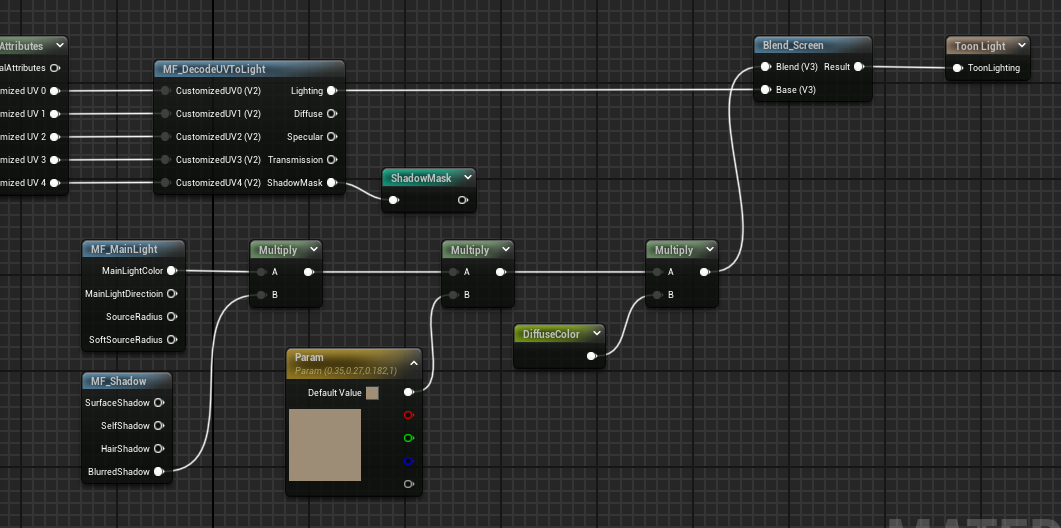 Attributes
alAttributes
mized UV 0
mized UV 1
mized UV 2
mized UV 3
mized UV 4
MF_DecodeUVToLight
CustomizedUV0 (V2) Lighting
CustomizedUV1 (V2) Diffuse
CustomizedUV2 (V2) Specular
CustomizedUV3 (V2) Transmission
CustomizedUV4 (V2) ShadowMask
ShadowMask
Blend_Screen
Blend (V3) Result
Base (V3)
Toon Light
ToonLighting
MF_MainLight
MainLightColor
MainLightDirectioin
SourceRadius
SoftSourceRadius
Multiply
A
B
Multiply
A
B
Multiply
A
B
DiffuseColor
MF_Shadow
SurfaceShadow
SelfShadow
HairShadow
BlurredShadow
Param
Param (0.35,0.27,0.182,1)
Default Value